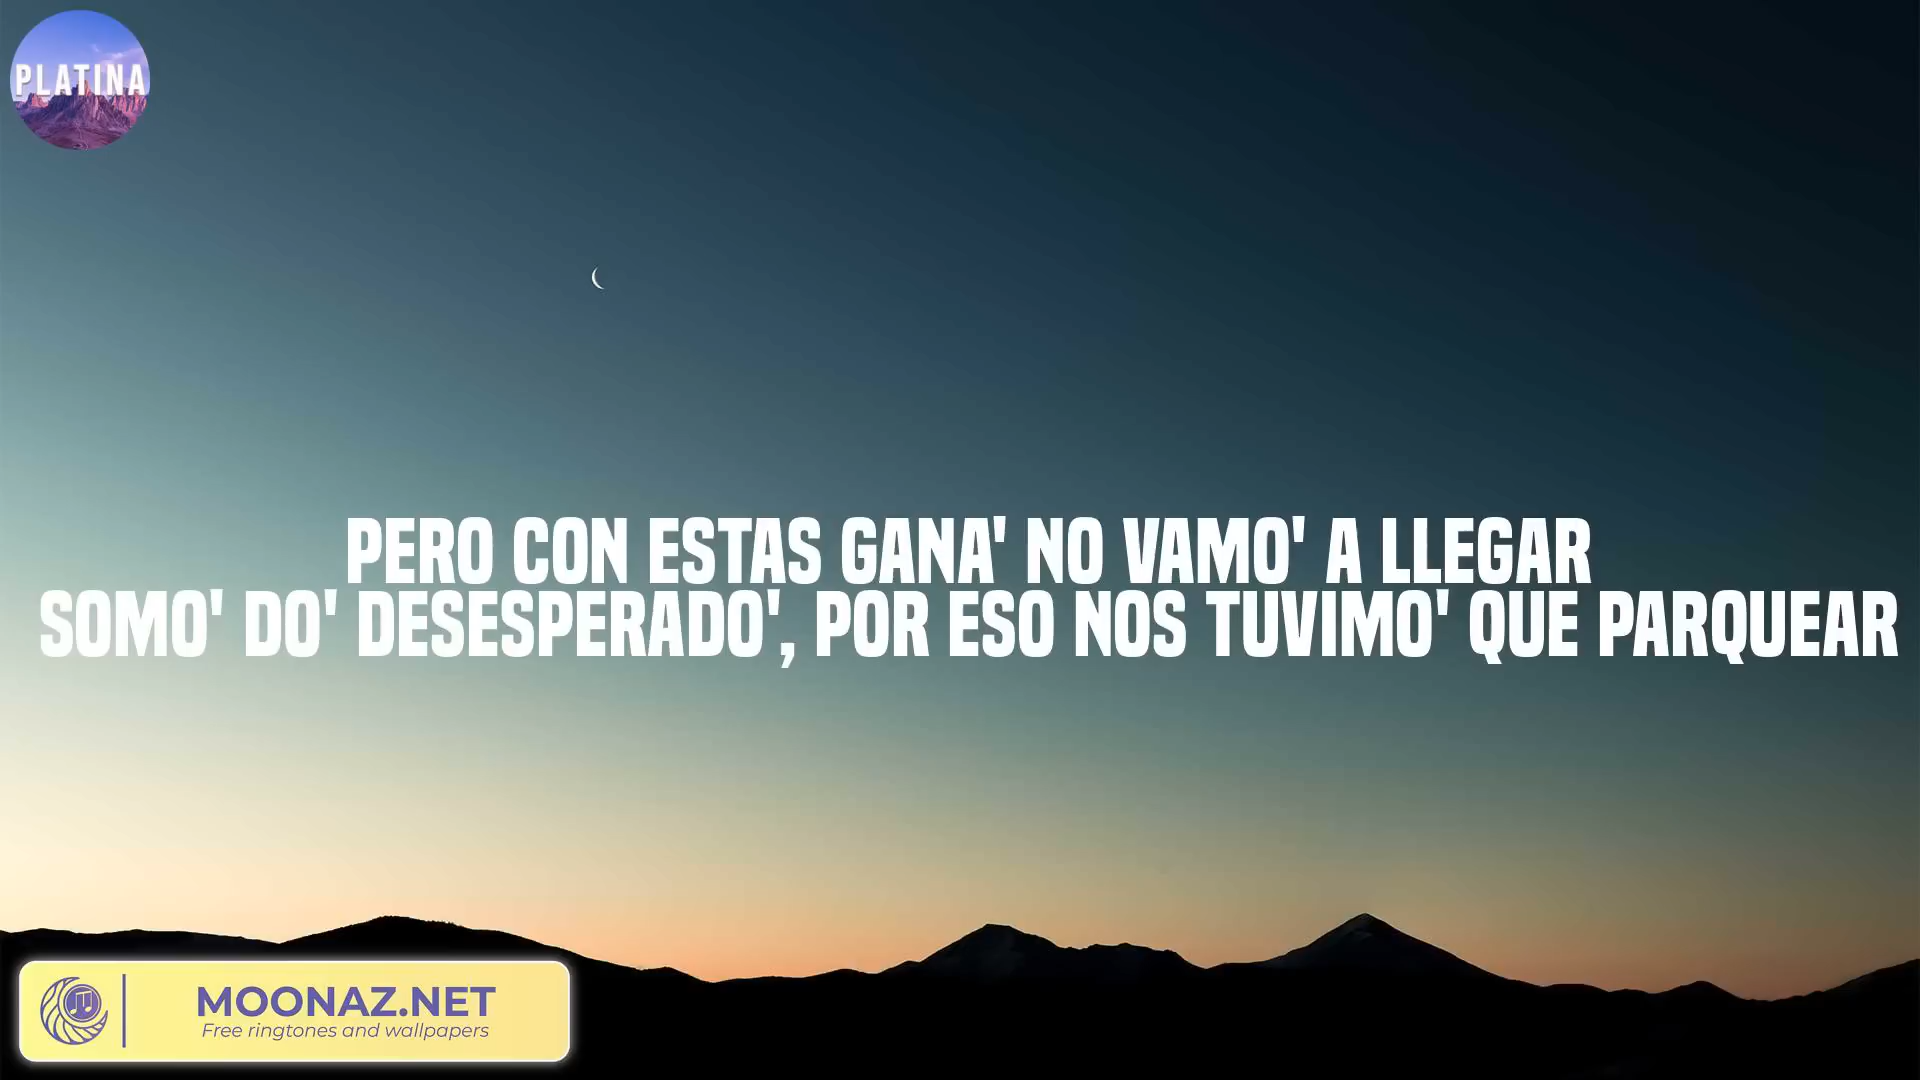 PLATINA
PERO CON ESTAS GANA' NO VAMO' A LLEGAR
SOMO' DO' DESESPERADO', POR ESO NOS TUVIMO' QUE PARQUEAR
MOONAZ.NET
Free ringtones and wallpapers